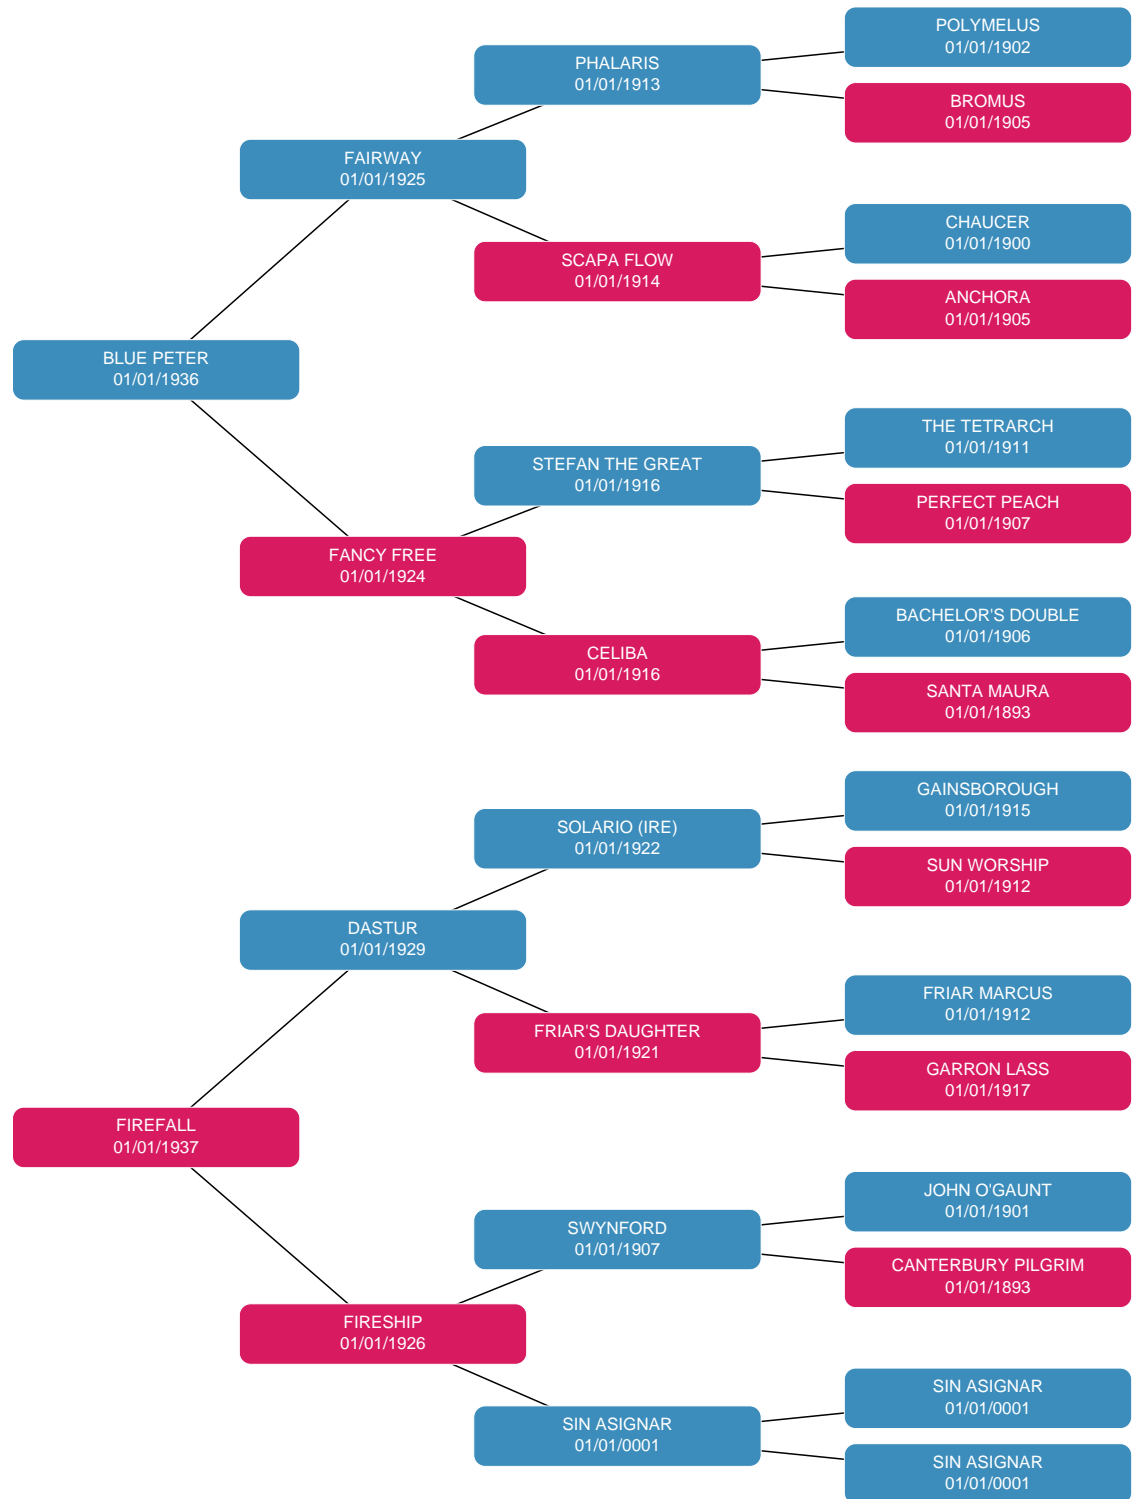 POLYMELUS
01/01/1902
PHALARIS
01/01/1913
BROMUS
01/01/1905
FAIRWAY
01/01/1925
CHAUCER
01/01/1900
SCAPA FLOW
01/01/1914
ANCHORA
01/01/1905
BLUE PETER
01/01/1936
THE TETRARCH
01/01/1911
STEFAN THE GREAT
01/01/1916
PERFECT PEACH
01/01/1907
FANCY FREE
01/01/1924
BACHELOR'S DOUBLE
01/01/1906
CELIBA
01/01/1916
SANTA MAURA
01/01/1893
GAINSBOROUGH
01/01/1915
SOLARIO (IRE)
01/01/1922
SUN WORSHIP
01/01/1912
DASTUR
01/01/1929
FRIAR MARCUS
01/01/1912
FRIAR'S DAUGHTER
01/01/1921
GARRON LASS
01/01/1917
FIREFALL
01/01/1937
JOHN O'GAUNT
01/01/1901
SWYNFORD
01/01/1907
CANTERBURY PILGRIM
01/01/1893
FIRESHIP
01/01/1926
SIN ASIGNAR
01/01/0001
SIN ASIGNAR
01/01/0001
SIN ASIGNAR
01/01/0001